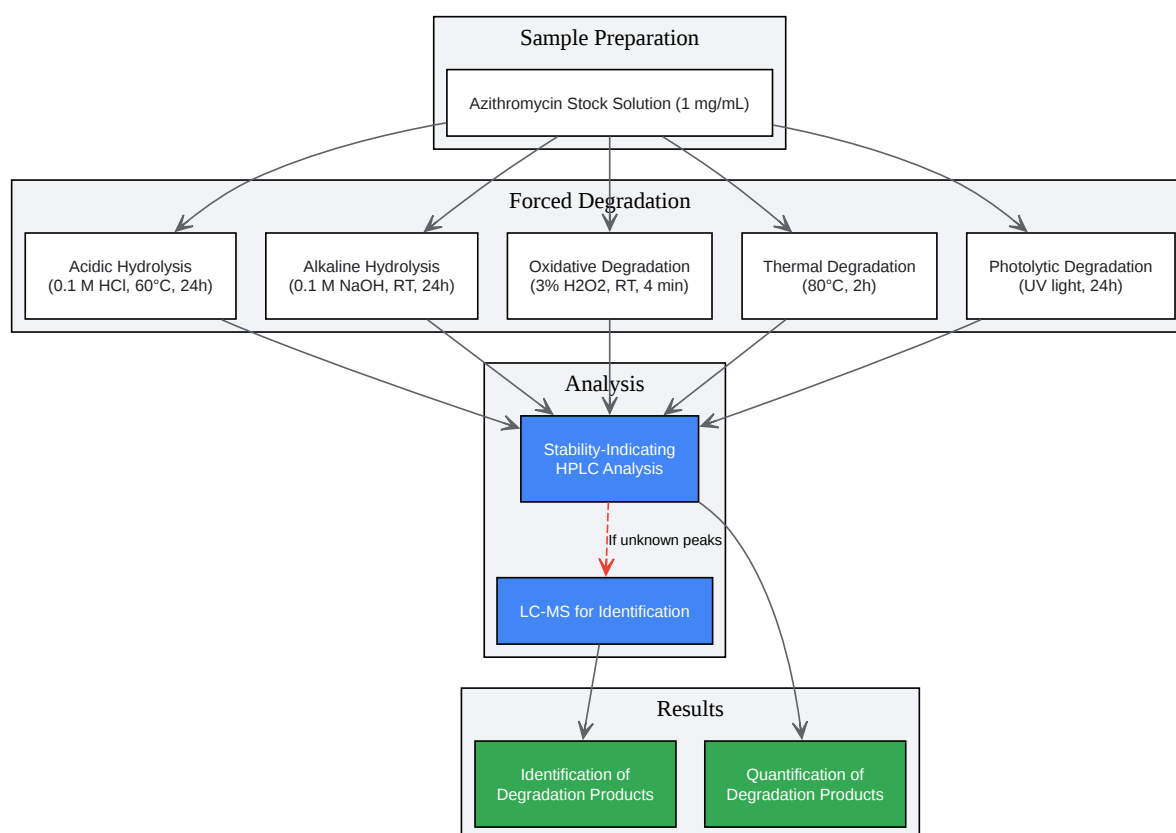 Sample Preparation
Azithromycin Stock Solution (1 mg/mL)
Forced Degradation
Acidic Hydrolysis
(0.1 M HCl, 60°C, 24h)
Alkaline Hydrolysis
(0.1 M NaOH, RT, 24h)
Oxidative Degradation
(3% H2O2, RT, 4 min)
Thermal Degradation
(80°C, 2h)
Photolytic Degradation
(UV light, 24h)
Analysis
Stability-Indicating
HPLC Analysis
If unknown peaks
LC-MS for Identification
Results
Identification of
Degradation Products
Quantification of
Degradation Products